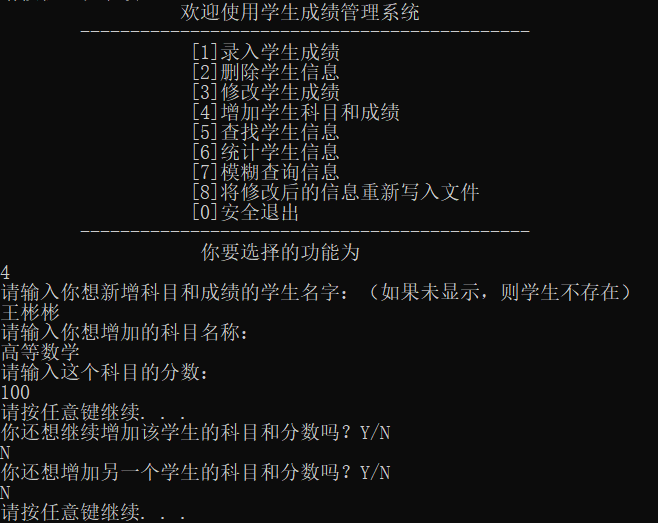 欢迎使用学生成绩管理系统
---------------------------------------------
[1]录入学生成绩
[2]删除学生信息
[3]修改学生成绩
[4]增加学生科目和成绩
[5]查找学生信息
[6]统计学生信息
[7]模糊查询信息
[8]将修改后的信息重新写入文件
[0]安全退出
---------------------------------------------
你要选择的功能为
4
请输入你想新增科目和成绩的学生名字：（如果未显示，则学生不存在）
王彬彬
请输入你想增加的科目名称：
高等数学
请输入这个科目的分数：
100
请按任意键继续. . .
你还想继续增加该学生的科目和分数吗？Y/N
N
你还想增加另一个学生的科目和分数吗？Y/N
N
请按任意键继续. . .